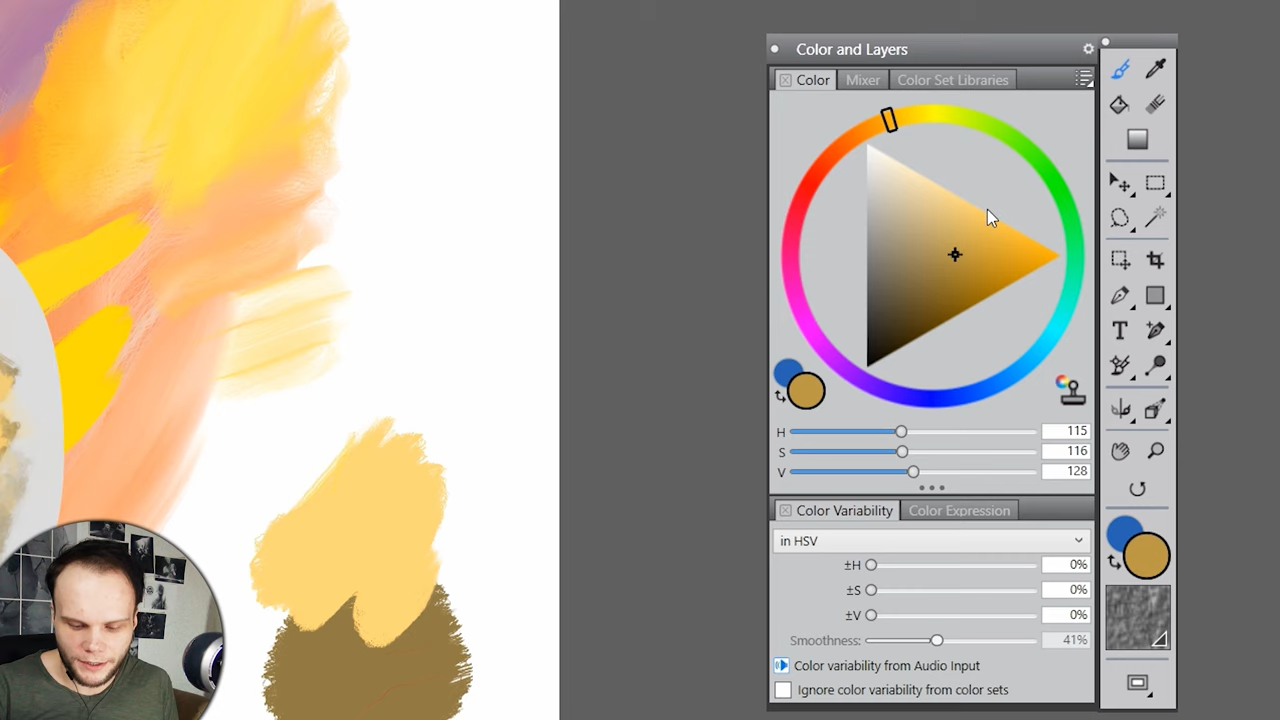 Color and Layers
Color Mixer Color Set Libraries
H 115
S 116
V 128
Color Variability Color Expression
in HSV
±H 0%
±S 0%
±V 0%
Smoothness: 41%
Color variability from Audio Input
Ignore color variability from color sets
T